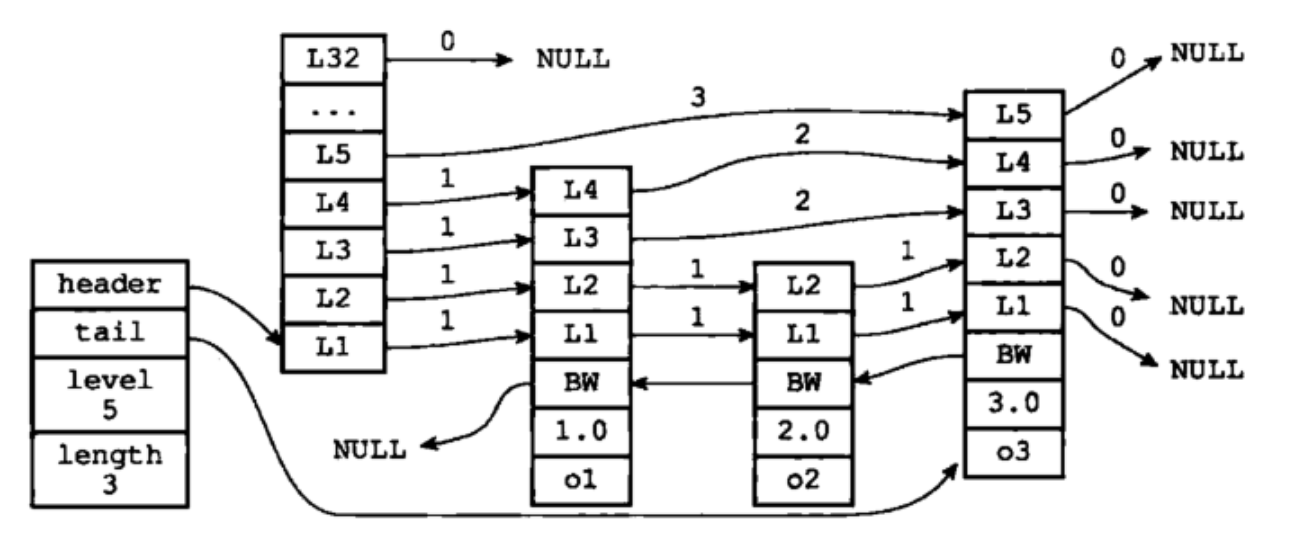 header
tail
level
5
length
3
L32
...
L5
L4
L3
L2
L1
0
NULL
3
1
1
1
1
L4
L3
L2
L1
BW
1.0
o1
NULL
2
2
1
1
L2
L1
BW
2.0
o2
1
1
L5
L4
L3
L2
L1
BW
3.0
o3
0
NULL
0
NULL
0
NULL
0
NULL
0
NULL